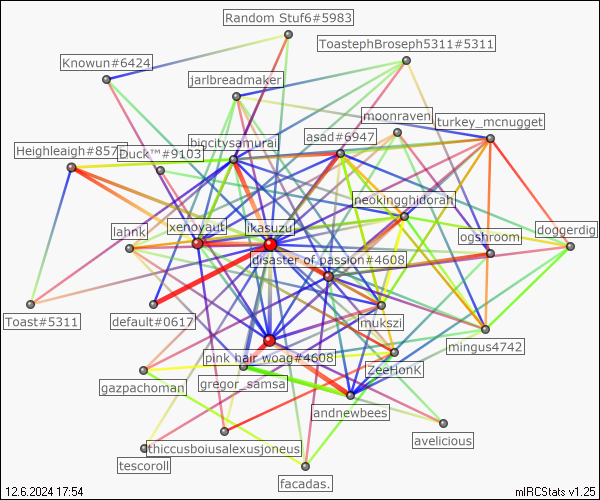 Random Stuf6#5983
ToastephBroseph5311#5311
Knowun#6424
jarlbreadmaker
moonraven
turkey_mcnugget
bigcitysamurai
asad#6947
Heighleaigh#857
Duck™#9103
neokingghidorah
xenoyaut
ikasuzu
lahnk
ogshroom
doggerdig
disaster of passion#4608
Toast#5311
default#0617
mukszi
mingus4742
pink hair woag#4608
ZeeHonK
gazpachoman
gregor_samsa
andnewbees
avelicious
thiccusboiusalexusjoneus
tescoroll
facadas.
12.6.2024 17:54
mIRCStats v1.25